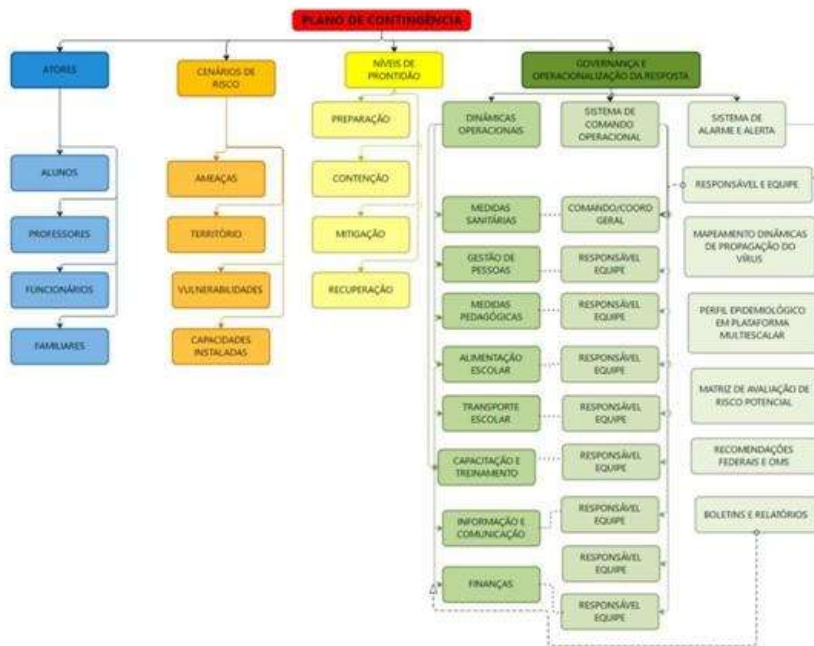 PLANO DE CONTINGÊNCIA
ATORES
CENÁRIOS DE
RISCO
NÍVEIS DE
PRONTIDÃO
GOVERNANÇA E
OPERACIONALIZAÇÃO DA RESPOSTA
ALUNOS
PROFESSORES
FUNCIONÁRIOS
FAMILIARES
AMEAÇAS
TERRITÓRIO
VULNERABILIDADES
CAPACIDADES
INSTALADAS
PREPARAÇÃO
CONTENÇÃO
MITIGAÇÃO
RECUPERAÇÃO
DINÂMICAS
OPERACIONAIS
MEDIDAS
SANITÁRIAS
GESTÃO DE
PESSOAS
MEDIDAS
PEDAGÓGICAS
ALIMENTAÇÃO
ESCOLAR
TRANSPORTE
ESCOLAR
CAPACITAÇÃO E
TREINAMENTO
INFORMAÇÃO E
COMUNICAÇÃO
FINANÇAS
SISTEMA DE
COMANDO
OPERACIONAL
COMANDO/COORD
GERAL
RESPONSÁVEL
EQUIPE
RESPONSÁVEL
EQUIPE
RESPONSÁVEL
EQUIPE
RESPONSÁVEL
EQUIPE
RESPONSÁVEL
EQUIPE
RESPONSÁVEL
EQUIPE
RESPONSÁVEL
EQUIPE
RESPONSÁVEL
EQUIPE
SISTEMA DE
ALARME E ALERTA
RESPONSÁVEL E EQUIPE
MAPEAMENTO DINÂMICAS
DE PROPAGAÇÃO DO
VÍRUS
PERFIL EPIDEMIOLÓGICO
EM PLATAFORMA
MULTIESCALAR
MATRIZ DE AVALIAÇÃO DE
RISCO POTENCIAL
RECOMENDAÇÕES
FEDERAIS E OMS
BOLETINS E RELATÓRIOS